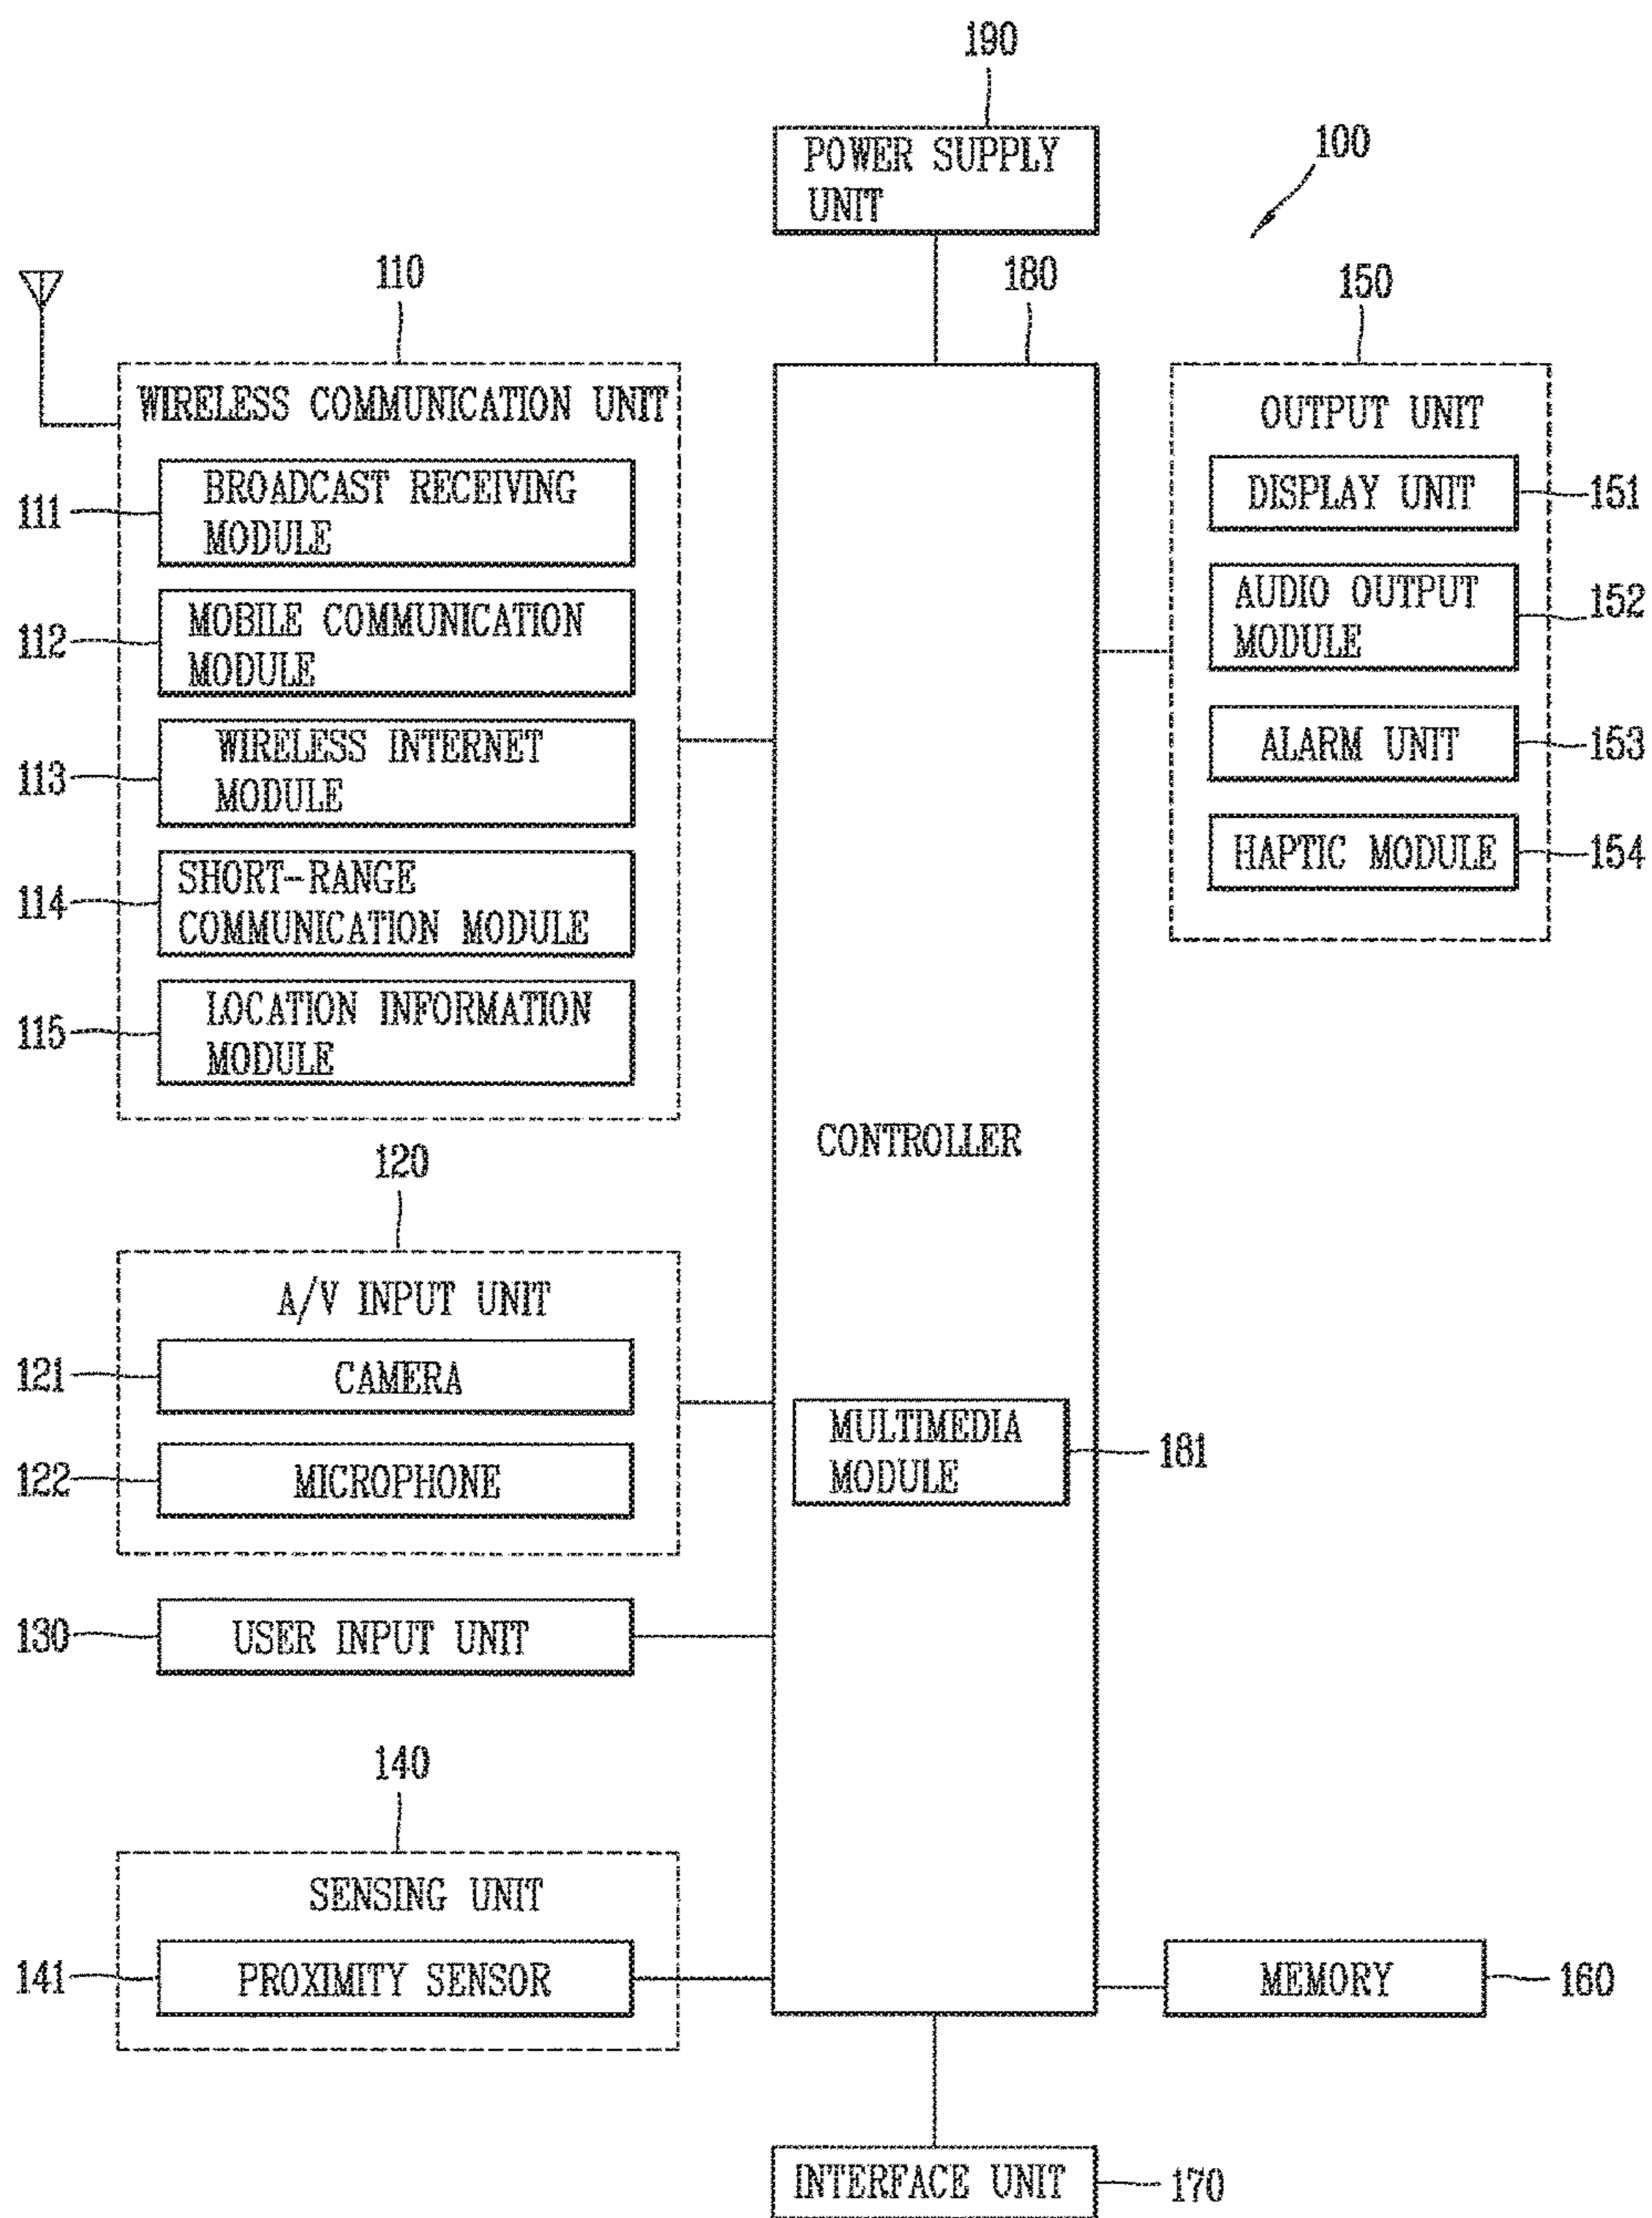 190
POWER SUPPLY
UNIT
100
110
180
150
WIRELESS COMMUNICATION UNIT
111
BROADCAST RECEIVING
MODULE
112
MOBILE COMMUNICATION
MODULE
113
WIRELESS INTERNET
MODULE
114
SHORT-RANGE
COMMUNICATION MODULE
115
LOCATION INFORMATION
MODULE
OUTPUT UNIT
DISPLAY UNIT
151
AUDIO OUTPUT
MODULE
152
ALARM UNIT
153
HAPTIC MODULE
154
CONTROLLER
120
A/V INPUT UNIT
121
CAMERA
122
MICROPHONE
MULTIMEDIA
MODULE
181
130
USER INPUT UNIT
140
SENSING UNIT
141
PROXIMITY SENSOR
MEMORY
160
INTERFACE UNIT
170